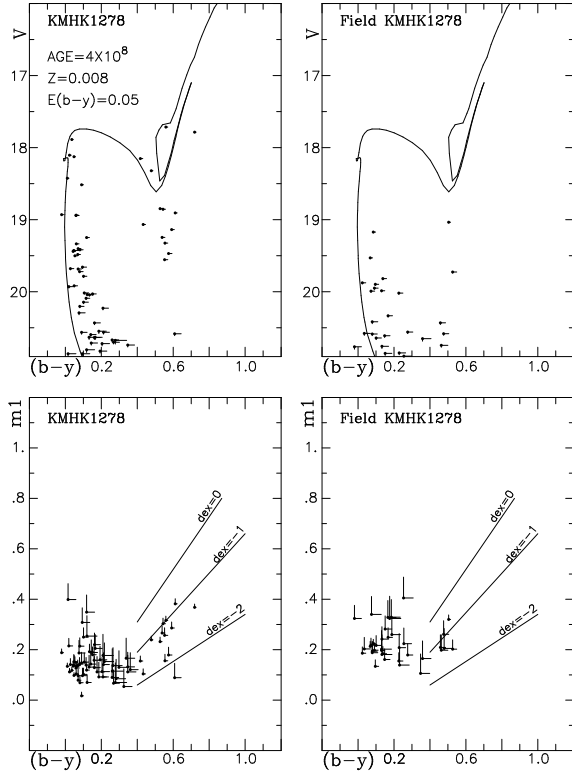 KMHK1278
Field KMHK1278
V
V
AGE=4X10⁸
Z=0.008
E(b−y)=0.05
17
17
18
18
19
19
20
20
(b−y) 0.2 0.6 1.0
(b−y) 0.2 0.6 1.0
m1
m1
KMHK1278
Field KMHK1278
1.
1.
.8
.8
.6
.6
.4
.4
.2
.2
.0
.0
dex=0
dex=−1
dex=−2
dex=0
dex=−1
dex=−2
(b−y) 0.2 0.6 1.0
(b−y) 0.2 0.6 1.0